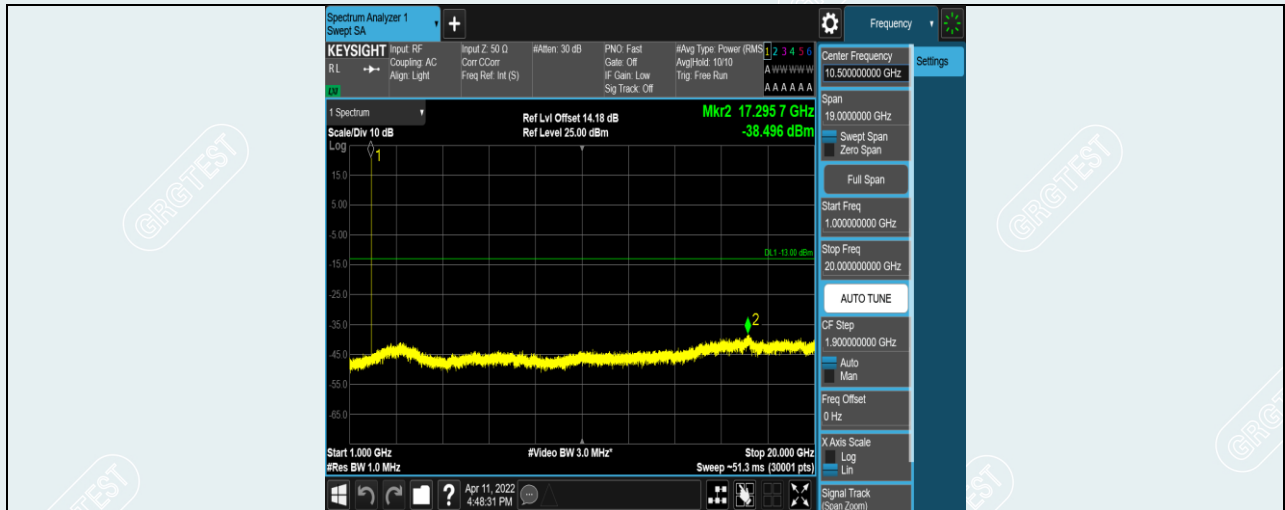 Spectrum Analyzer 1
Swept SA
+
Frequency
KEYSIGHT
RL
LXI
Input: RF
Coupling: AC
Align: Light
Input Z: 50 Ω
Corr CCorr
Freq Ref: Int (S)
#Atten: 30 dB
PNO: Fast
Gate: Off
IF Gain: Low
Sig Track: Off
#Avg Type: Power (RMS
Avg|Hold: 10/10
Trig: Free Run
1 2 3 4 5 6
A W W W W W
A A A A A A
1 Spectrum
Scale/Div 10 dB
Log
Ref Lvl Offset 14.18 dB
Ref Level 25.00 dBm
Mkr2 17.295 7 GHz
-38.496 dBm
1
15.0
5.00
-5.00
DL1 -13.00 dBm
-15.0
-25.0
-35.0
2
-45.0
-55.0
-65.0
Start 1.000 GHz
#Res BW 1.0 MHz
#Video BW 3.0 MHz*
Stop 20.000 GHz
Sweep ~51.3 ms (30001 pts)
?
Apr 11, 2022
4:48:31 PM
Center Frequency
10.500000000 GHz
Settings
Span
19.0000000 GHz
Swept Span
Zero Span
Full Span
Start Freq
1.000000000 GHz
Stop Freq
20.000000000 GHz
AUTO TUNE
CF Step
1.900000000 GHz
Auto
Man
Freq Offset
0 Hz
X Axis Scale
Log
Lin
Signal Track
(Span Zoom)
GRGTEST
GRGTEST